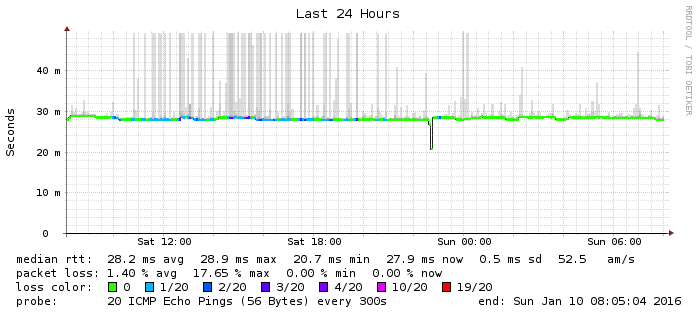 Last 24 Hours
RRDTOOL / TOBI OETIKER
Seconds
40 m
30 m
20 m
10 m
0
Sat 12:00 Sat 18:00 Sun 00:00 Sun 06:00
median rtt: 28.2 ms avg 28.9 ms max 20.7 ms min 27.9 ms now 0.5 ms sd 52.5 am/s
packet loss: 1.40 % avg 17.65 % max 0.00 % min 0.00 % now
loss color: 0 1/20 2/20 3/20 4/20 10/20 19/20
probe: 20 ICMP Echo Pings (56 Bytes) every 300s end: Sun Jan 10 08:05:04 2016